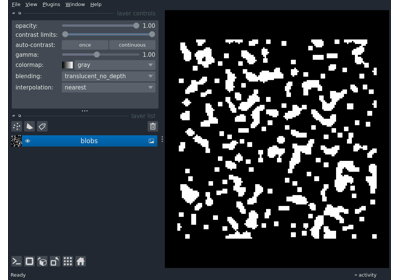 File View Plugins Window Help
layer controls
opacity: 1.00
contrast limits:
auto-contrast: once continuous
gamma: 1.00
colormap: gray
blending: translucent_no_depth
interpolation: nearest
layer list
blobs
Ready
activity